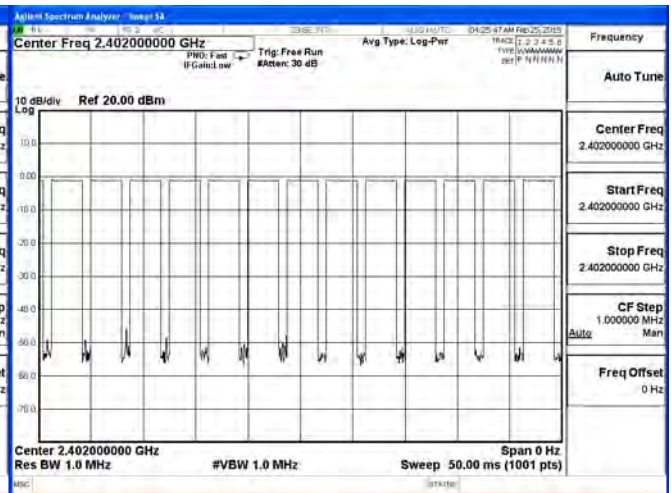 Agilent Spectrum Analyzer - Swept SA
SENSE:INT
ALIGN AUTO
04:25:47 AM Feb 25, 2015
Center Freq 2.402000000 GHz
PNO: Fast
IFGain:Low
Trig: Free Run
#Atten: 30 dB
Avg Type: Log-Pwr
TRACE 1 2 3 4 5 6
TYPE
DET P N N N N N
10 dB/div Ref 20.00 dBm
Log
10.0
0.00
-10.0
-20.0
-30.0
-40.0
-50.0
-60.0
-70.0
Center 2.402000000 GHz
Span 0 Hz
Res BW 1.0 MHz
#VBW 1.0 MHz
Sweep 50.00 ms (1001 pts)
MSG
STATUS
Frequency
Auto Tune
Center Freq
2.402000000 GHz
Start Freq
2.402000000 GHz
Stop Freq
2.402000000 GHz
CF Step
1.000000 MHz
Auto Man
Freq Offset
0 Hz